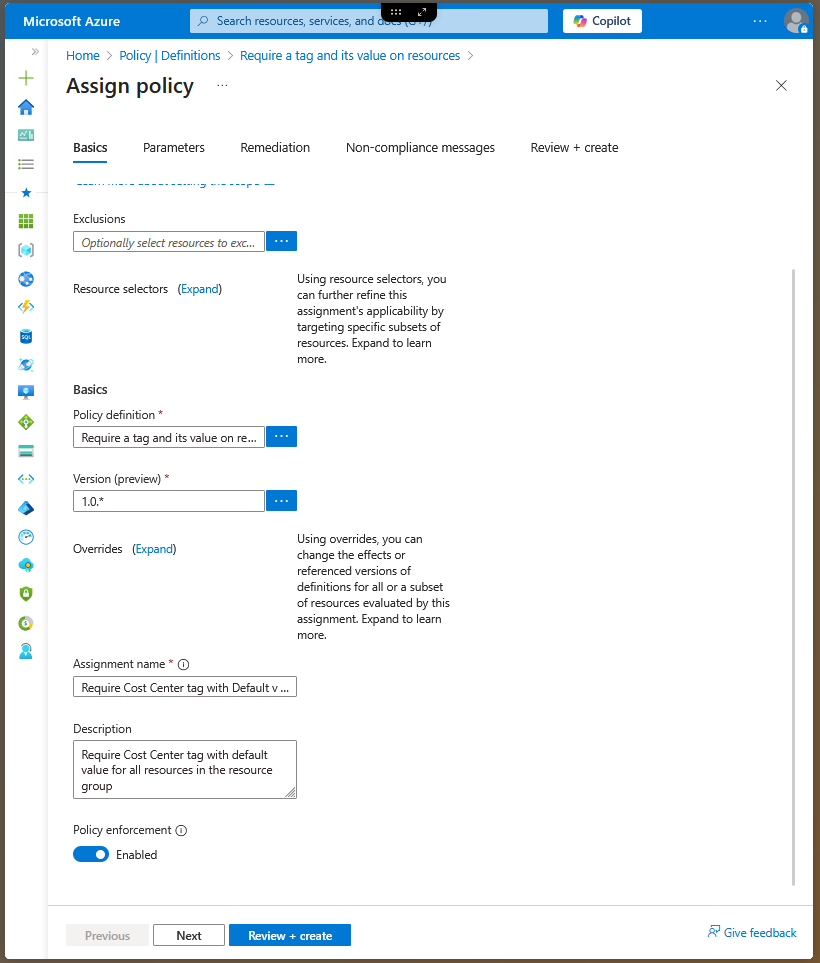 Microsoft Azure
Search resources, services, and docs (G+/)
Copilot
Home > Policy | Definitions > Require a tag and its value on resources >
Assign policy ...
Basics
Parameters
Remediation
Non-compliance messages
Review + create
Learn more about setting the scope
Exclusions
Optionally select resources to exc...
Resource selectors (Expand)
Using resource selectors, you
can further refine this
assignment's applicability by
targeting specific subsets of
resources. Expand to learn
more.
Basics
Policy definition *
Require a tag and its value on re...
Version (preview) *
1.0.*
Overrides (Expand)
Using overrides, you can
change the effects or
referenced versions of
definitions for all or a subset
of resources evaluated by this
assignment. Expand to learn
more.
Assignment name *
Require Cost Center tag with Default v ...
Description
Require Cost Center tag with default
value for all resources in the resource
group
Policy enforcement
Enabled
Previous
Next
Review + create
Give feedback